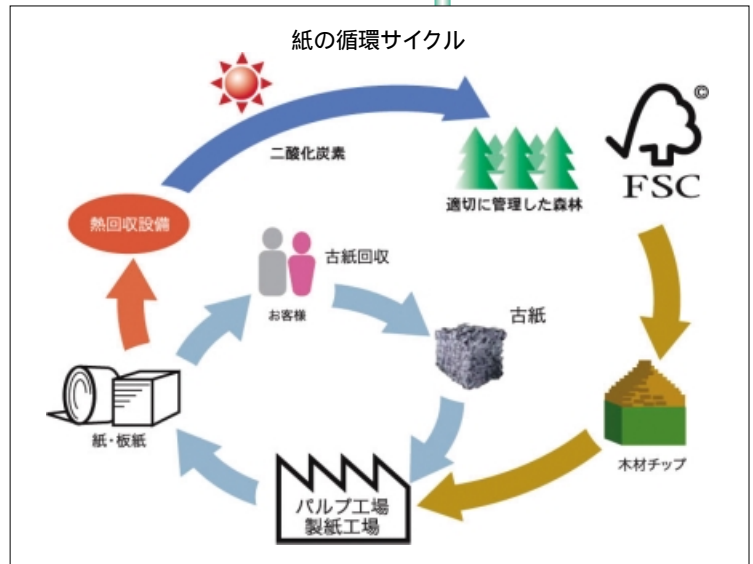 紙の循環サイクル
二酸化炭素
適切に管理した森林
©
FSC
熱回収設備
古紙回収
お客様
古紙
紙・板紙
木材チップ
パルプ工場
製紙工場